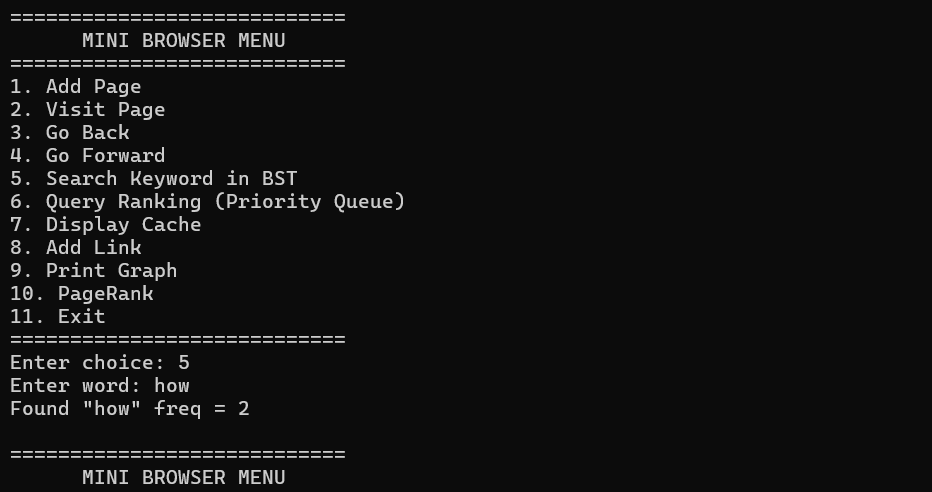 ============================
      MINI BROWSER MENU
============================
1. Add Page
2. Visit Page
3. Go Back
4. Go Forward
5. Search Keyword in BST
6. Query Ranking (Priority Queue)
7. Display Cache
8. Add Link
9. Print Graph
10. PageRank
11. Exit
============================
Enter choice: 5
Enter word: how
Found "how" freq = 2

============================
      MINI BROWSER MENU